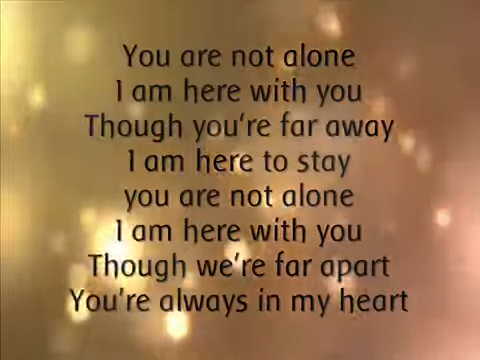 You are not alone
I am here with you
Though you're far away
I am here to stay
you are not alone
I am here with you
Though we're far apart
You're always in my heart